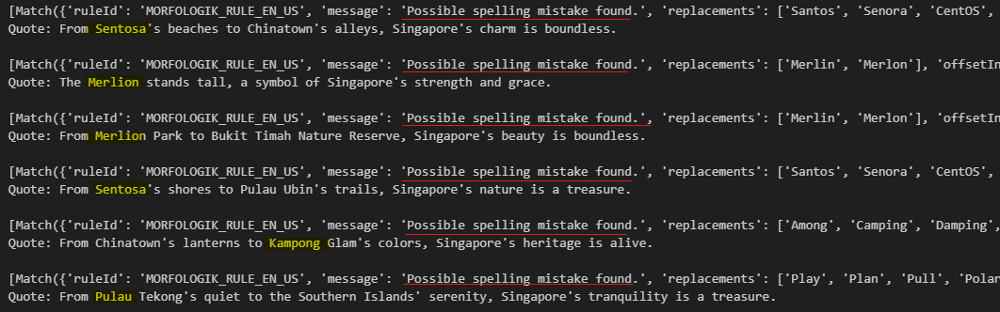 [Match({'ruleId': 'MORFOLOGIK_RULE_EN_US', 'message': 'Possible spelling mistake found.', 'replacements': ['Santos', 'Senora', 'CentOS',
Quote: From Sentosa's beaches to Chinatown's alleys, Singapore's charm is boundless.
[Match({'ruleId': 'MORFOLOGIK_RULE_EN_US', 'message': 'Possible spelling mistake found.', 'replacements': ['Merlin', 'Merlon'], 'offsetIn
Quote: The Merlion stands tall, a symbol of Singapore's strength and grace.
[Match({'ruleId': 'MORFOLOGIK_RULE_EN_US', 'message': 'Possible spelling mistake found.', 'replacements': ['Merlin', 'Merlon'], 'offsetIn
Quote: From Merlion Park to Bukit Timah Nature Reserve, Singapore's beauty is boundless.
[Match({'ruleId': 'MORFOLOGIK_RULE_EN_US', 'message': 'Possible spelling mistake found.', 'replacements': ['Santos', 'Senora', 'CentOS',
Quote: From Sentosa's shores to Pulau Ubin's trails, Singapore's nature is a treasure.
[Match({'ruleId': 'MORFOLOGIK_RULE_EN_US', 'message': 'Possible spelling mistake found.', 'replacements': ['Among', 'Camping', 'Damping',
Quote: From Chinatown's lanterns to Kampong Glam's colors, Singapore's heritage is alive.
[Match({'ruleId': 'MORFOLOGIK_RULE_EN_US', 'message': 'Possible spelling mistake found.', 'replacements': ['Play', 'Plan', 'Pull', 'Polar
Quote: From Pulau Tekong's quiet to the Southern Islands' serenity, Singapore's tranquility is a treasure.